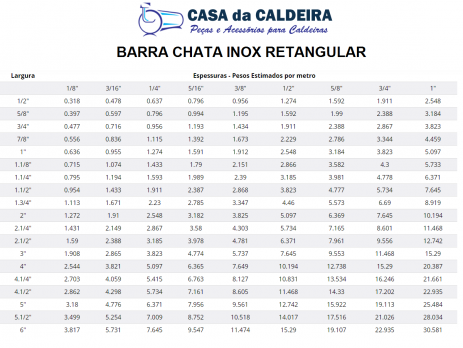 CASA da CALDEIRA
Peças e Acessórios para Caldeiras
BARRA CHATA INOX RETANGULAR
Largura Espessuras - Pesos Estimados por metro
1/8" 3/16" 1/4" 5/16" 3/8" 1/2" 5/8" 3/4" 1"
1/2" 0.318 0.478 0.637 0.796 0.956 1.274 1.592 1.911 2.548
5/8" 0.397 0.597 0.796 0.994 1.195 1.592 1.99 2.388 3.184
3/4" 0.477 0.716 0.956 1.193 1.434 1.911 2.388 2.867 3.823
7/8" 0.556 0.836 1.115 1.392 1.673 2.229 2.786 3.344 4.459
1" 0.636 0.955 1.274 1.591 1.912 2.548 3.184 3.823 5.097
1.1/8" 0.715 1.074 1.433 1.79 2.151 2.866 3.582 4.3 5.733
1.1/4" 0.795 1.194 1.593 1.989 2.39 3.185 3.981 4.778 6.371
1.1/2" 0.954 1.433 1.911 2.387 2.868 3.823 4.777 5.734 7.645
1.3/4" 1.113 1.671 2.23 2.785 3.347 4.46 5.573 6.69 8.919
2" 1.272 1.91 2.548 3.182 3.825 5.097 6.369 7.645 10.194
2.1/4" 1.431 2.149 2.867 3.58 4.303 5.734 7.165 8.601 11.468
2.1/2" 1.59 2.388 3.185 3.978 4.781 6.371 7.961 9.556 12.742
3" 1.908 2.865 3.823 4.774 5.737 7.645 9.553 11.468 15.29
4" 2.544 3.821 5.097 6.365 7.649 10.194 12.738 15.29 20.387
4.1/4" 2.703 4.059 5.415 6.763 8.127 10.831 13.534 16.246 21.661
4.1/2" 2.862 4.298 5.734 7.161 8.605 11.468 14.33 17.202 22.935
5" 3.18 4.776 6.371 7.956 9.561 12.742 15.922 19.113 25.484
5.1/2" 3.499 5.254 7.009 8.752 10.518 14.017 17.516 21.026 28.034
6" 3.817 5.731 7.645 9.547 11.474 15.29 19.107 22.935 30.581